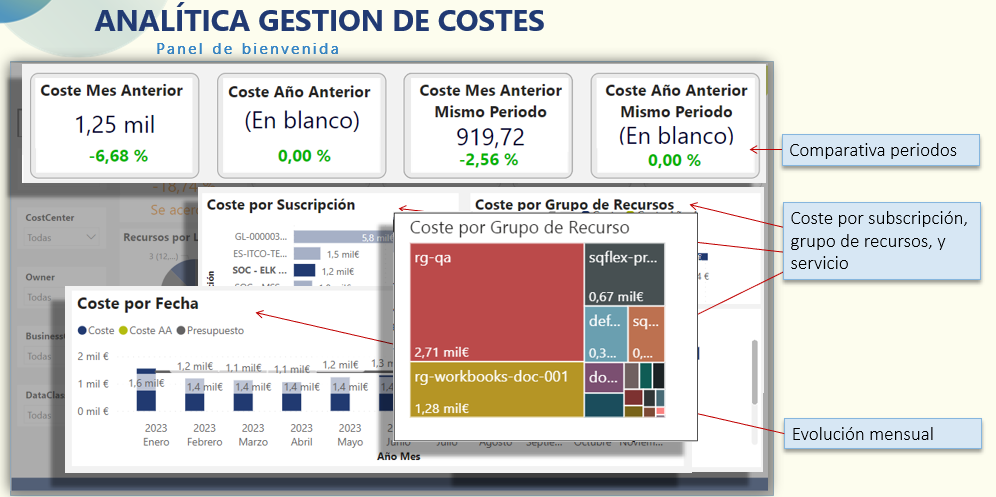 ANALÍTICA GESTION DE COSTES
Panel de bienvenida
Coste Mes Anterior
1,25 mil
-6,68 %
Coste Año Anterior
(En blanco)
0,00 %
Coste Mes Anterior
Mismo Periodo
919,72
-2,56 %
Coste Año Anterior
Mismo Periodo
(En blanco)
0,00 %
Comparativa periodos
-18,74 %
Se acer
CostCenter
Todas
Recursos por L
3 (12,...)
Owner
Todas
Business
Todas
DataClas
Todas
Coste por Suscripción
GL-000003...
5,8 mil
ES-ITCO-TE...
1,5 mil€
SOC - ELK ...
1,2 mil€
Coste por Grupo de Recursos
Coste por Grupo de Recurso
rg-qa
2,71 mil€
sqflex-pr...
0,67 mil€
def...
0,3...
sq...
0,...
rg-workbooks-doc-001
1,28 mil€
do...
Coste por subscripción,
grupo de recursos, y
servicio
Coste por Fecha
Coste
Coste AA
Presupuesto
2 mil €
1 mil €
0 mil €
1,6 mil€
1,2 mil€
1,4 mil€
1,1 mil€
1,4 mil€
1,1 mil€
1,4 mil€
1,2 mil€
1,4 mil€
1,3 m
1,4 mil€
2023
Enero
2023
Febrero
2023
Marzo
2023
Abril
2023
Mayo
Junio
Julio
Agosto
Septie...
Octubre
Noviem...
Año Mes
Evolución mensual